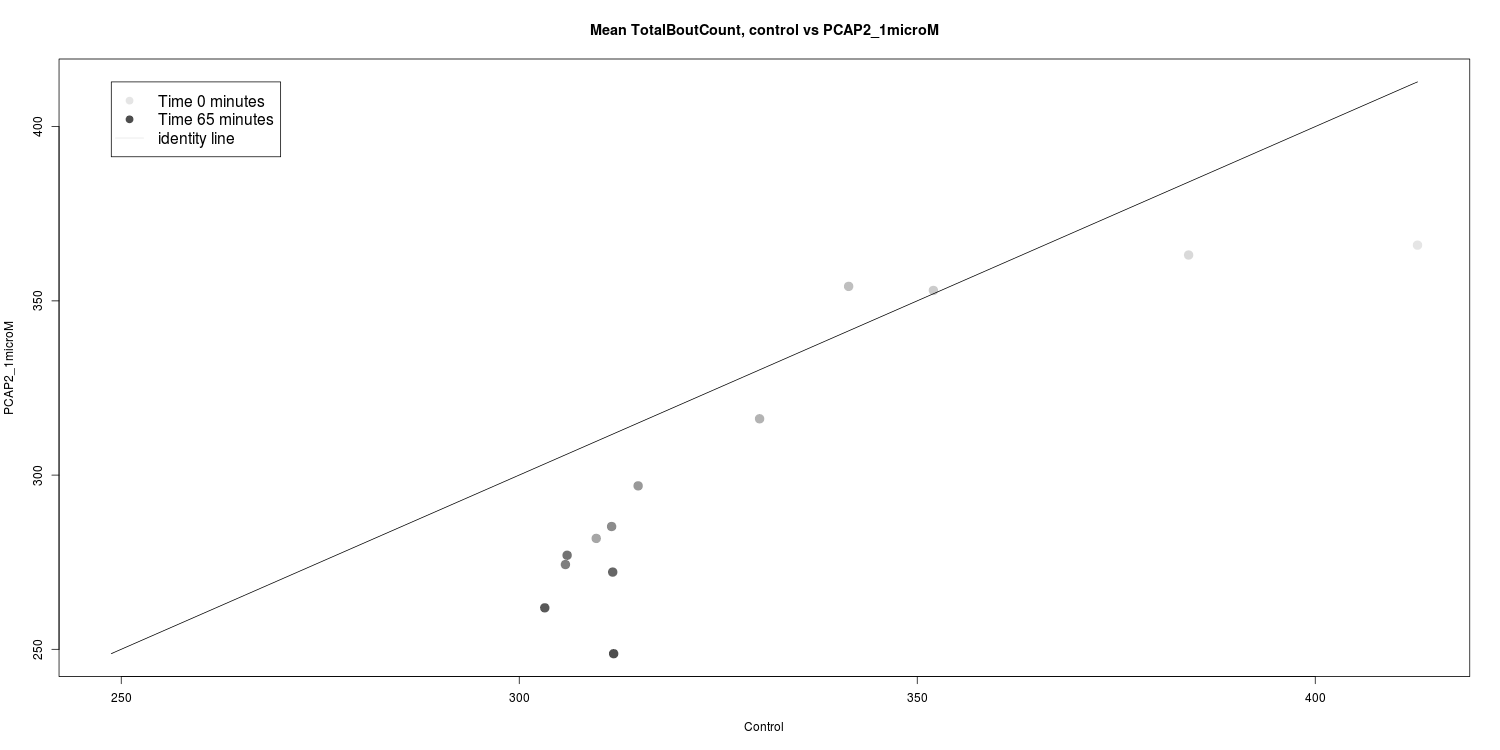 Mean TotalBoutCount, control vs PCAP2_1microM
Time 0 minutes
Time 65 minutes
identity line
400
350
300
250
PCAP2_1microM
250 300 350 400
Control